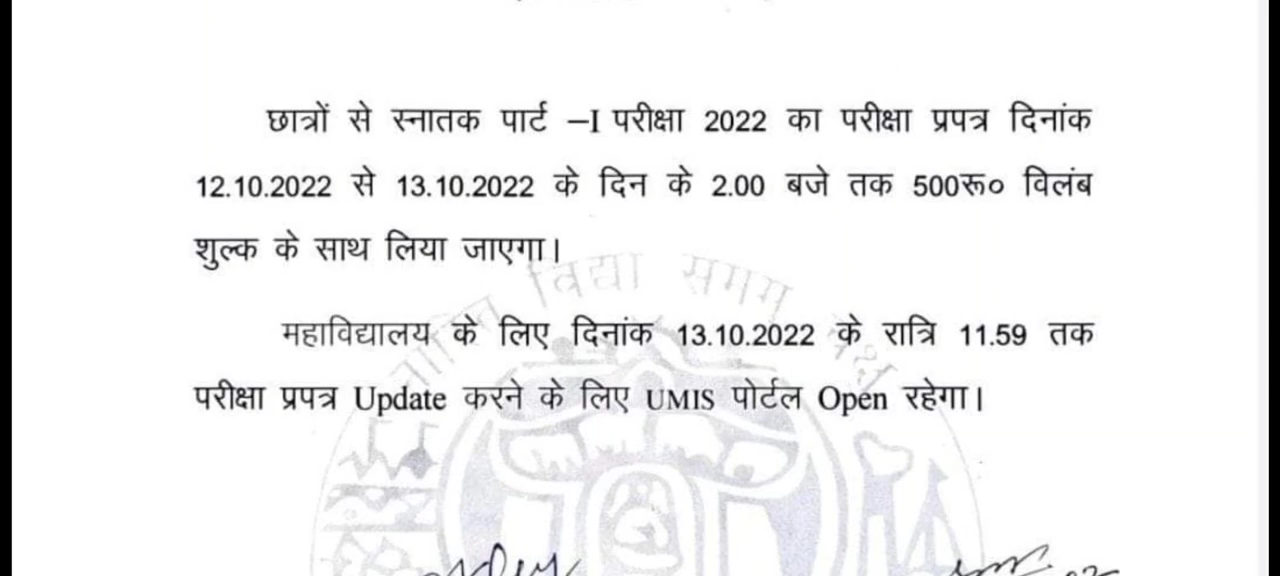 छात्रों से स्नातक पार्ट –I परीक्षा 2022 का परीक्षा प्रपत्र दिनांक
12.10.2022 से 13.10.2022 के दिन के 2.00 बजे तक 500रू० विलंब
शुल्क के साथ लिया जाएगा।
विद्या समम
महाविद्यालय के लिए दिनांक 13.10.2022 के रात्रि 11.59 तक
परीक्षा प्रपत्र Update करने के लिए UMIS पोर्टल Open रहेगा।